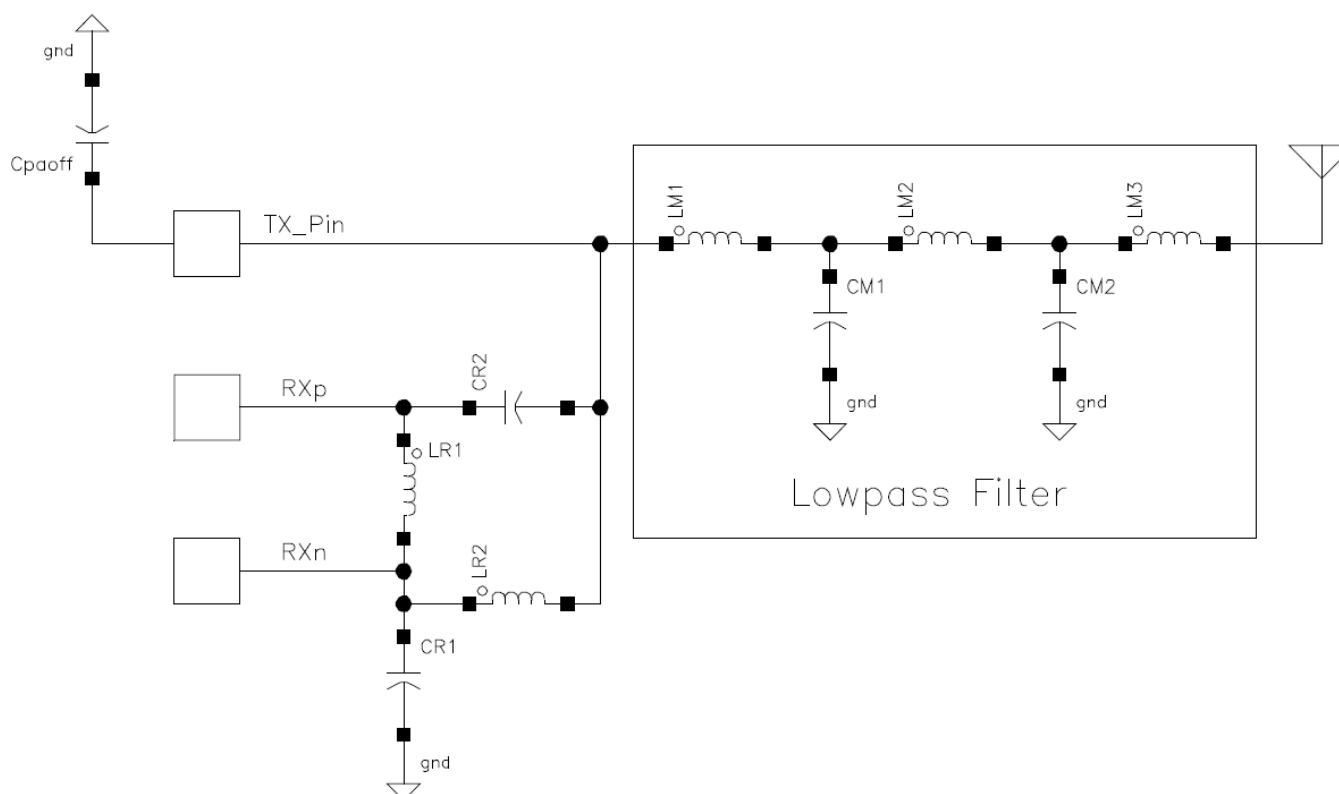 gnd
Cpaoff
TX_Pin
LM1
LM2
LM3
CM1
CM2
gnd
gnd
Lowpass Filter
RXp
CR2
LR1
RXn
LR2
CR1
gnd